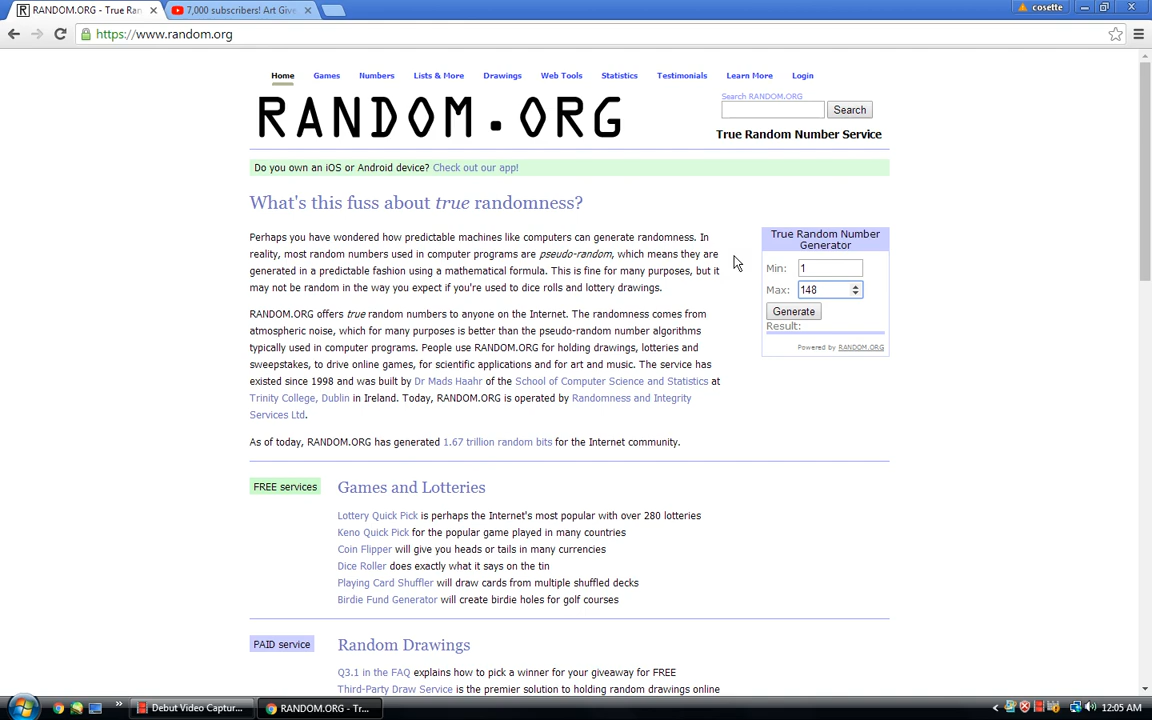 RANDOM.ORG - True Ran
7,000 subscribers! Art Give
cosette
https://www.random.org
Home Games Numbers Lists & More Drawings Web Tools Statistics Testimonials Learn More Login
RANDOM.ORG
Search RANDOM.ORG
Search
True Random Number Service
Do you own an iOS or Android device? Check out our app!
What's this fuss about true randomness?
Perhaps you have wondered how predictable machines like computers can generate randomness. In
reality, most random numbers used in computer programs are pseudo-random, which means they are
generated in a predictable fashion using a mathematical formula. This is fine for many purposes, but it
may not be random in the way you expect if you're used to dice rolls and lottery drawings.
RANDOM.ORG offers true random numbers to anyone on the Internet. The randomness comes from
atmospheric noise, which for many purposes is better than the pseudo-random number algorithms
typically used in computer programs. People use RANDOM.ORG for holding drawings, lotteries and
sweepstakes, to drive online games, for scientific applications and for art and music. The service has
existed since 1998 and was built by Dr Mads Haahr of the School of Computer Science and Statistics at
Trinity College, Dublin in Ireland. Today, RANDOM.ORG is operated by Randomness and Integrity
Services Ltd.
As of today, RANDOM.ORG has generated 1.67 trillion random bits for the Internet community.
True Random Number
Generator
Min: 1
Max: 148
Generate
Result:
Powered by RANDOM.ORG
FREE services
Games and Lotteries
Lottery Quick Pick is perhaps the Internet's most popular with over 280 lotteries
Keno Quick Pick for the popular game played in many countries
Coin Flipper will give you heads or tails in many currencies
Dice Roller does exactly what it says on the tin
Playing Card Shuffler will draw cards from multiple shuffled decks
Birdie Fund Generator will create birdie holes for golf courses
PAID service
Random Drawings
Q3.1 in the FAQ explains how to pick a winner for your giveaway for FREE
Third-Party Draw Service is the premier solution to holding random drawings online
Debut Video Captur...
RANDOM.ORG - Tr...
12:05 AM